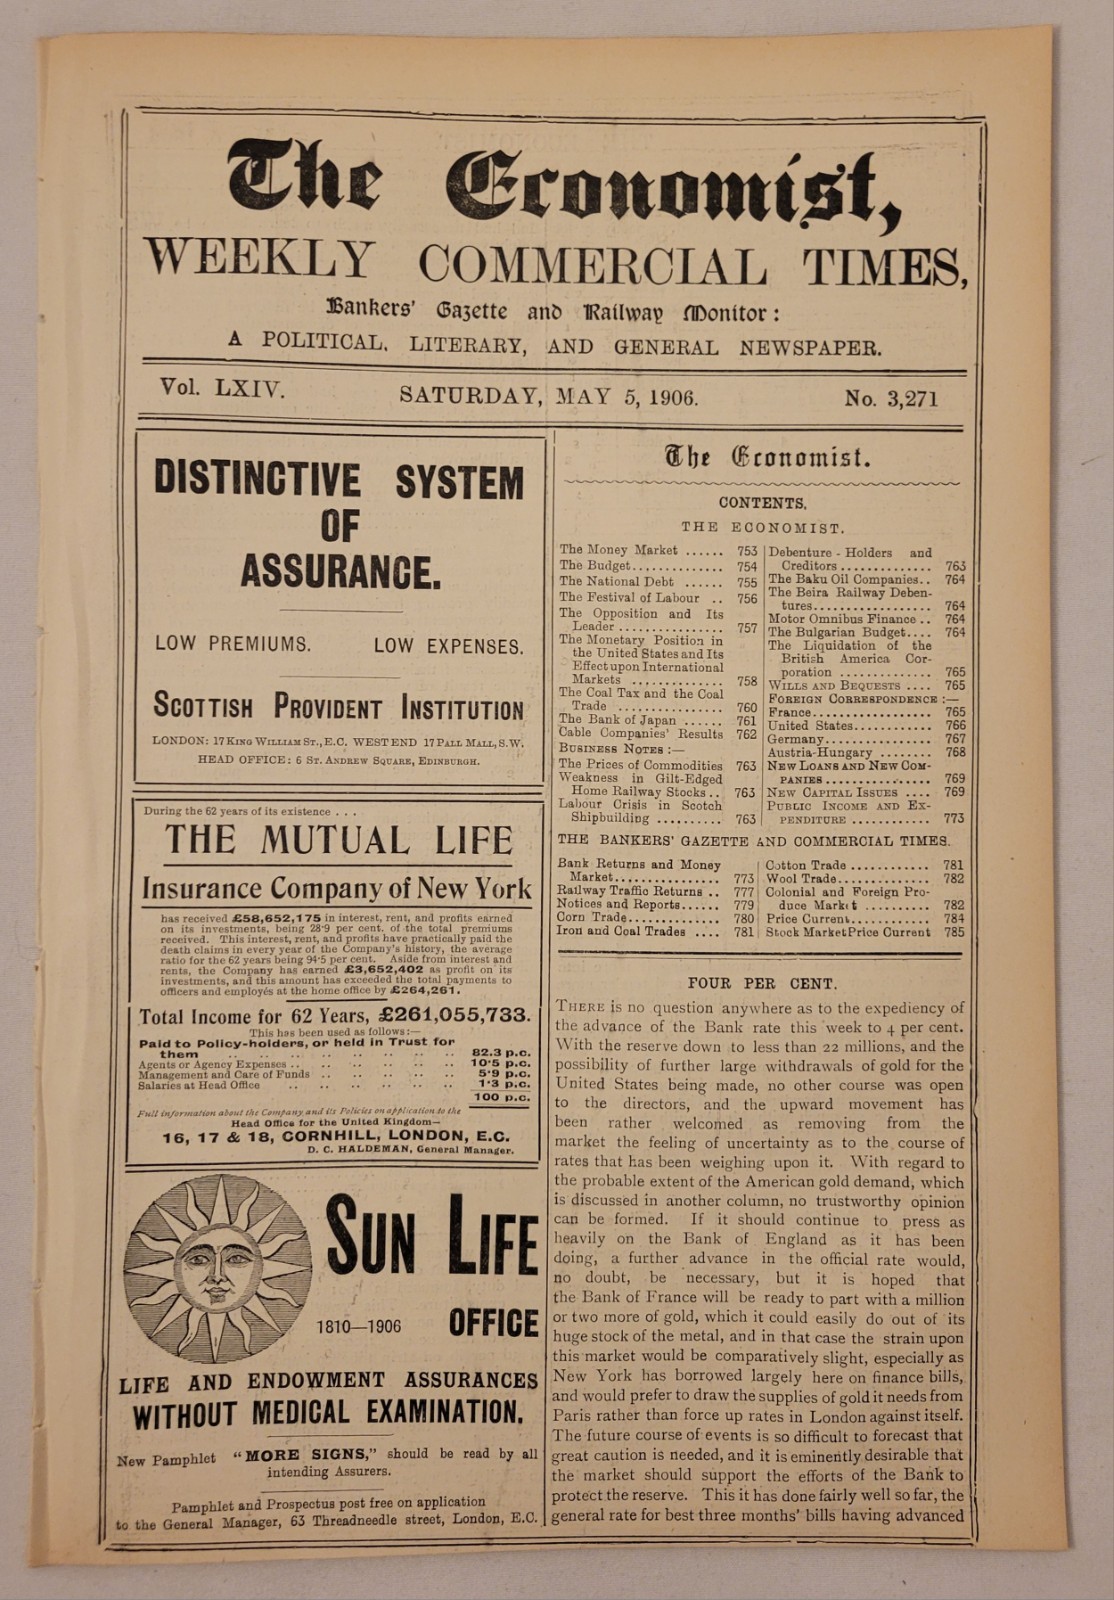 The Economist,
WEEKLY COMMERCIAL TIMES,
Bankers' Gazette and Railway Monitor:
A POLITICAL, LITERARY, AND GENERAL NEWSPAPER.
Vol. LXIV. SATURDAY, MAY 5, 1906. No. 3,271
DISTINCTIVE SYSTEM
OF
ASSURANCE.
LOW PREMIUMS. LOW EXPENSES.
SCOTTISH PROVIDENT INSTITUTION
LONDON: 17 KING WILLIAM ST., E.C. WEST END 17 PALL MALL, S.W.
HEAD OFFICE: 6 ST. ANDREW SQUARE, EDINBURGH.
During the 62 years of its existence . . .
THE MUTUAL LIFE
Insurance Company of New York
has received £58,652,175 in interest, rent, and profits earned
on its investments, being 28·9 per cent. of the total premiums
received. This interest, rent, and profits have practically paid the
death claims in every year of the Company's history, the average
ratio for the 62 years being 94·5 per cent. Aside from interest and
rents, the Company has earned £3,652,402 as profit on its
investments, and this amount has exceeded the total payments to
officers and employés at the home office by £264,261.
Total Income for 62 Years, £261,055,733.
This has been used as follows:—
Paid to Policy-holders, or held in Trust for
them .. .. .. .. .. .. .. 82.3 p.c.
Agents or Agency Expenses .. .. .. .. .. 10·5 p.c.
Management and Care of Funds .. .. .. .. 5·9 p.c.
Salaries at Head Office .. .. .. .. .. 1·3 p.c.
100 p.c.
Full information about the Company and its Policies on application to the
Head Office for the United Kingdom—
16, 17 & 18, CORNHILL, LONDON, E.C.
D. C. HALDEMAN, General Manager.
SUN LIFE
1810—1906 OFFICE
LIFE AND ENDOWMENT ASSURANCES
WITHOUT MEDICAL EXAMINATION.
New Pamphlet "MORE SIGNS," should be read by all
intending Assurers.
Pamphlet and Prospectus post free on application
to the General Manager, 63 Threadneedle street, London, E.C.
The Economist.
CONTENTS.
THE ECONOMIST.
The Money Market ...... 753
The Budget.............. 754
The National Debt ...... 755
The Festival of Labour .. 756
The Opposition and Its
Leader ................ 757
The Monetary Position in
the United States and Its
Effect upon International
Markets .............. 758
The Coal Tax and the Coal
Trade ................ 760
The Bank of Japan ...... 761
Cable Companies' Results 762
BUSINESS NOTES :—
The Prices of Commodities 763
Weakness in Gilt-Edged
Home Railway Stocks .. 763
Labour Crisis in Scotch
Shipbuilding .......... 763
Debenture - Holders and
Creditors .............. 763
The Baku Oil Companies.. 764
The Beira Railway Deben-
tures.................. 764
Motor Omnibus Finance .. 764
The Bulgarian Budget.... 764
The Liquidation of the
British America Cor-
poration .............. 765
WILLS AND BEQUESTS .... 765
FOREIGN CORRESPONDENCE :—
France.................. 765
United States............ 766
Germany................ 767
Austria-Hungary ........ 768
NEW LOANS AND NEW COM-
PANIES ................ 769
NEW CAPITAL ISSUES .... 769
PUBLIC INCOME AND EX-
PENDITURE ............ 773
THE BANKERS' GAZETTE AND COMMERCIAL TIMES.
Bank Returns and Money
Market................ 773
Railway Traffic Returns .. 777
Notices and Reports...... 779
Corn Trade.............. 780
Iron and Coal Trades .... 781
Cotton Trade ............ 781
Wool Trade.............. 782
Colonial and Foreign Pro-
duce Market .......... 782
Price Current............ 784
Stock Market Price Current 785
FOUR PER CENT.
THERE is no question anywhere as to the expediency of
the advance of the Bank rate this week to 4 per cent.
With the reserve down to less than 22 millions, and the
possibility of further large withdrawals of gold for the
United States being made, no other course was open
to the directors, and the upward movement has
been rather welcomed as removing from the
market the feeling of uncertainty as to the course of
rates that has been weighing upon it. With regard to
the probable extent of the American gold demand, which
is discussed in another column, no trustworthy opinion
can be formed. If it should continue to press as
heavily on the Bank of England as it has been
doing, a further advance in the official rate would,
no doubt, be necessary, but it is hoped that
the Bank of France will be ready to part with a million
or two more of gold, which it could easily do out of its
huge stock of the metal, and in that case the strain upon
this market would be comparatively slight, especially as
New York has borrowed largely here on finance bills,
and would prefer to draw the supplies of gold it needs from
Paris rather than force up rates in London against itself.
The future course of events is so difficult to forecast that
great caution is needed, and it is eminently desirable that
the market should support the efforts of the Bank to
protect the reserve. This it has done fairly well so far, the
general rate for best three months' bills having advanced